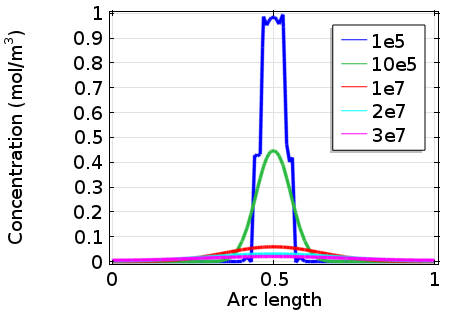 Concentration (mol/m³)
1
0.9
0.8
0.7
0.6
0.5
0.4
0.3
0.2
0.1
0
1e5
10e5
1e7
2e7
3e7
0 0.5 1
Arc length